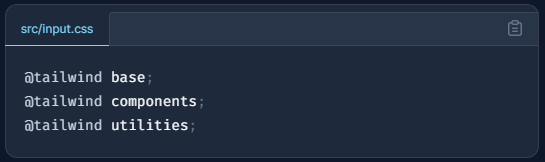 src/input.css
@tailwind base;
@tailwind components;
@tailwind utilities;